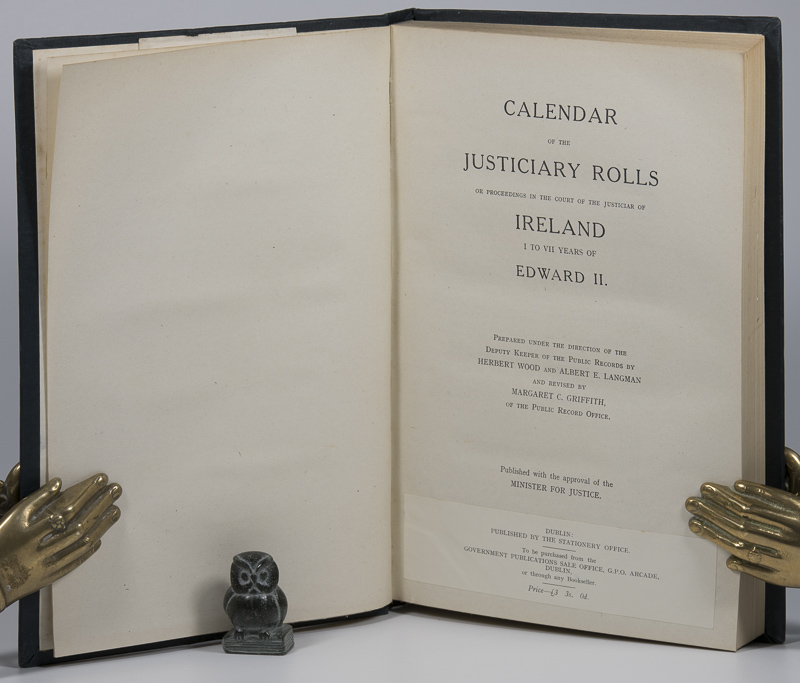 CALENDAR
OF THE
JUSTICIARY ROLLS
OR PROCEEDINGS IN THE COURT OF THE JUSTICIAR OF
IRELAND
I TO VII YEARS OF
EDWARD II.
PREPARED UNDER THE DIRECTION OF THE
DEPUTY KEEPER OF THE PUBLIC RECORDS BY
HERBERT WOOD AND ALBERT E. LANGMAN
AND REVISED BY
MARGARET C. GRIFFITH,
OF THE PUBLIC RECORD OFFICE.
Published with the approval of the
MINISTER FOR JUSTICE.
DUBLIN:
PUBLISHED BY THE STATIONERY OFFICE.
To be purchased from the
GOVERNMENT PUBLICATIONS SALE OFFICE, G.P.O. ARCADE,
DUBLIN,
or through any Bookseller.
Price—£3 3s. 0d.